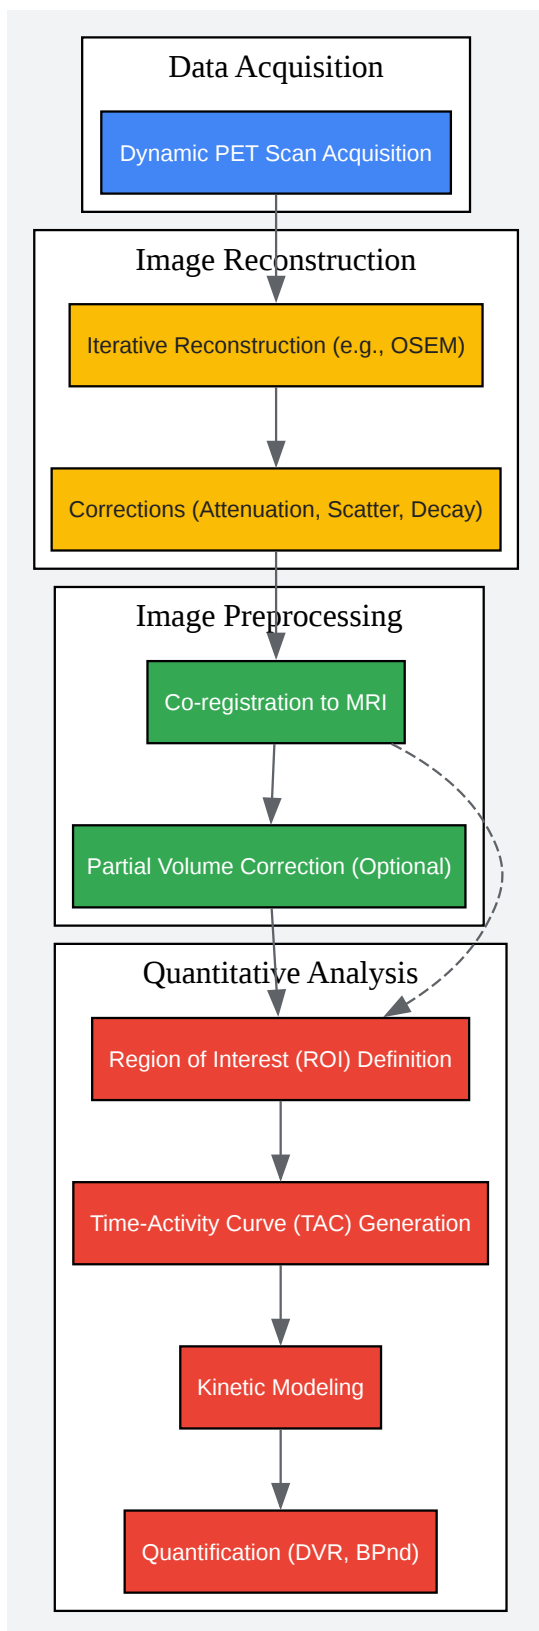 Data Acquisition
Dynamic PET Scan Acquisition
Image Reconstruction
Iterative Reconstruction (e.g., OSEM)
Corrections (Attenuation, Scatter, Decay)
Image Preprocessing
Co-registration to MRI
Partial Volume Correction (Optional)
Quantitative Analysis
Region of Interest (ROI) Definition
Time-Activity Curve (TAC) Generation
Kinetic Modeling
Quantification (DVR, BPnd)